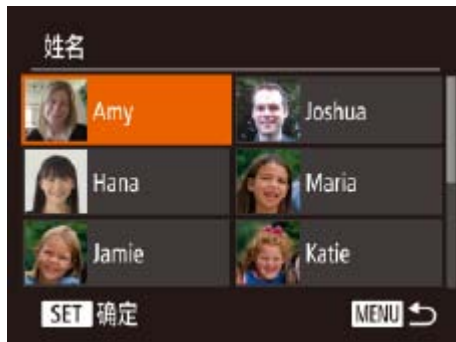 姓名
Amy Joshua
Hana Maria
Jamie Katie
SET 确定 MENU